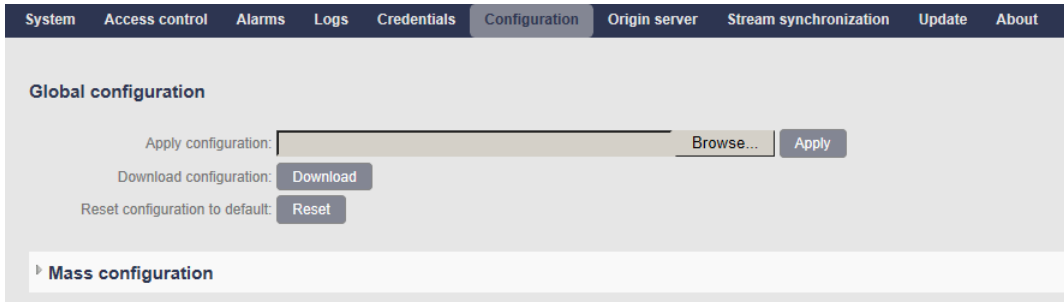 System Access control Alarms Logs Credentials Configuration Origin server Stream synchronization Update About
Global configuration
Apply configuration: Browse... Apply
Download configuration: Download
Reset configuration to default: Reset
Mass configuration